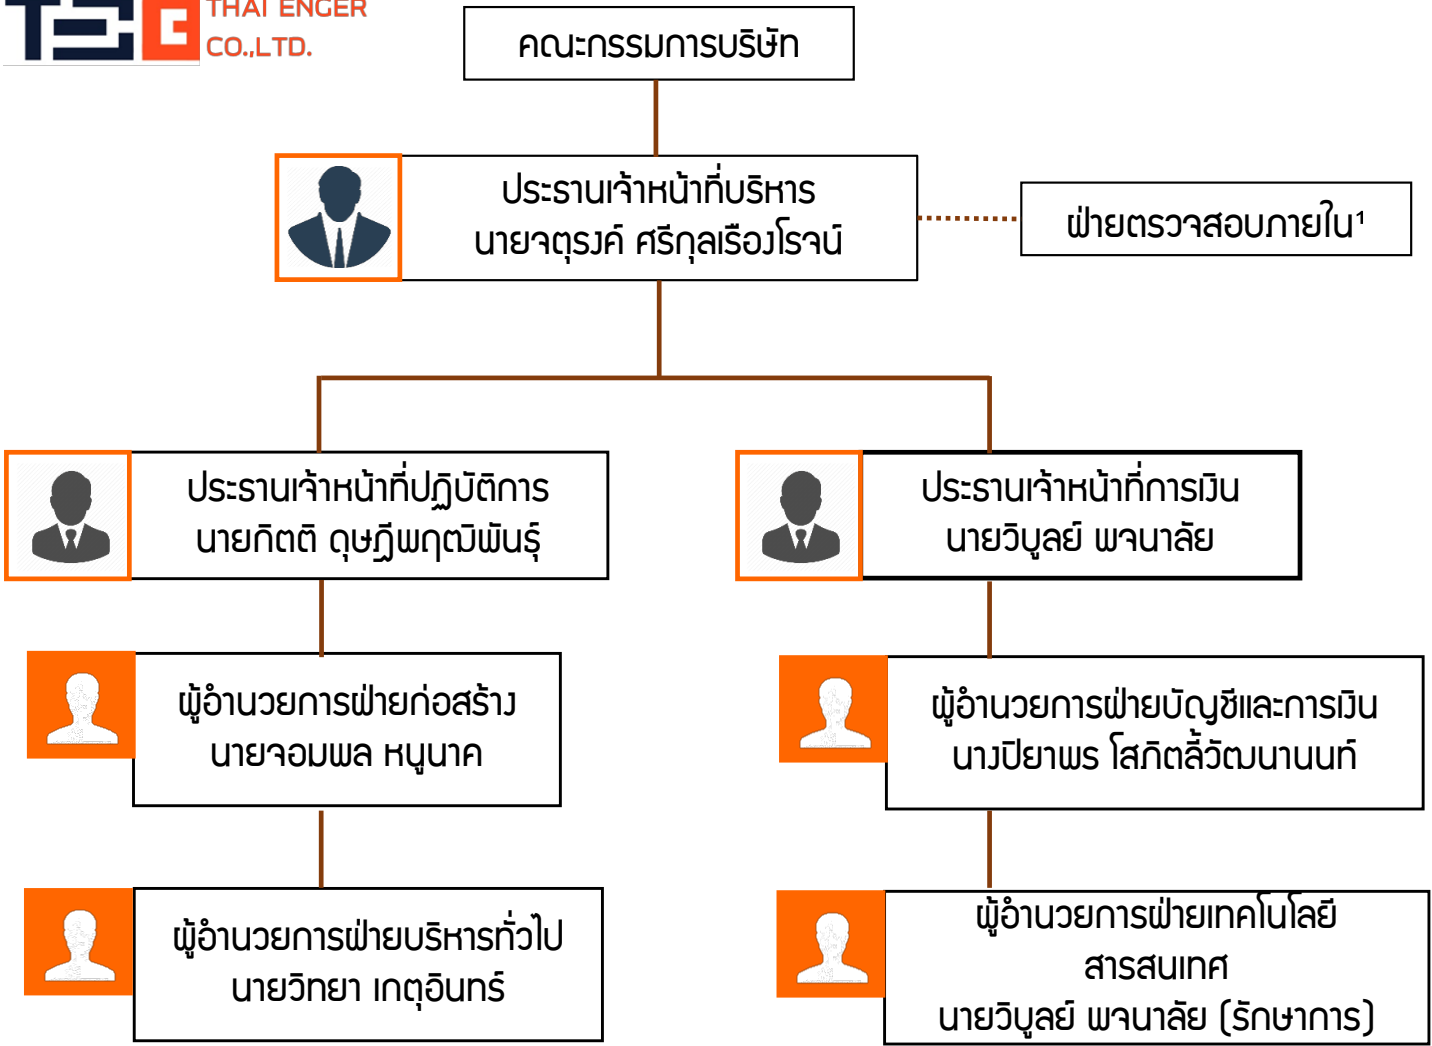 THAI ENGER
CO.,LTD.
คณะกรรมการบริษัท
ประธานเจ้าหน้าที่บริหาร
นายจตุรงค์ ศรีกุลเรืองโรจน์
ฝ่ายตรวจสอบภายใน¹
ประธานเจ้าหน้าที่ปฏิบัติการ
นายกิตติ ดุษฎีพฤฒิพันธุ์
ประธานเจ้าหน้าที่การเงิน
นายวิบูลย์ พจนาลัย
ผู้อำนวยการฝ่ายก่อสร้าง
นายจอมพล หนูนาค
ผู้อำนวยการฝ่ายบัญชีและการเงิน
นางปิยาพร โสภิตลี้วัฒนานนท์
ผู้อำนวยการฝ่ายบริหารทั่วไป
นายวิทยา เกตุอินทร์
ผู้อำนวยการฝ่ายเทคโนโลยี
สารสนเทศ
นายวิบูลย์ พจนาลัย (รักษาการ)